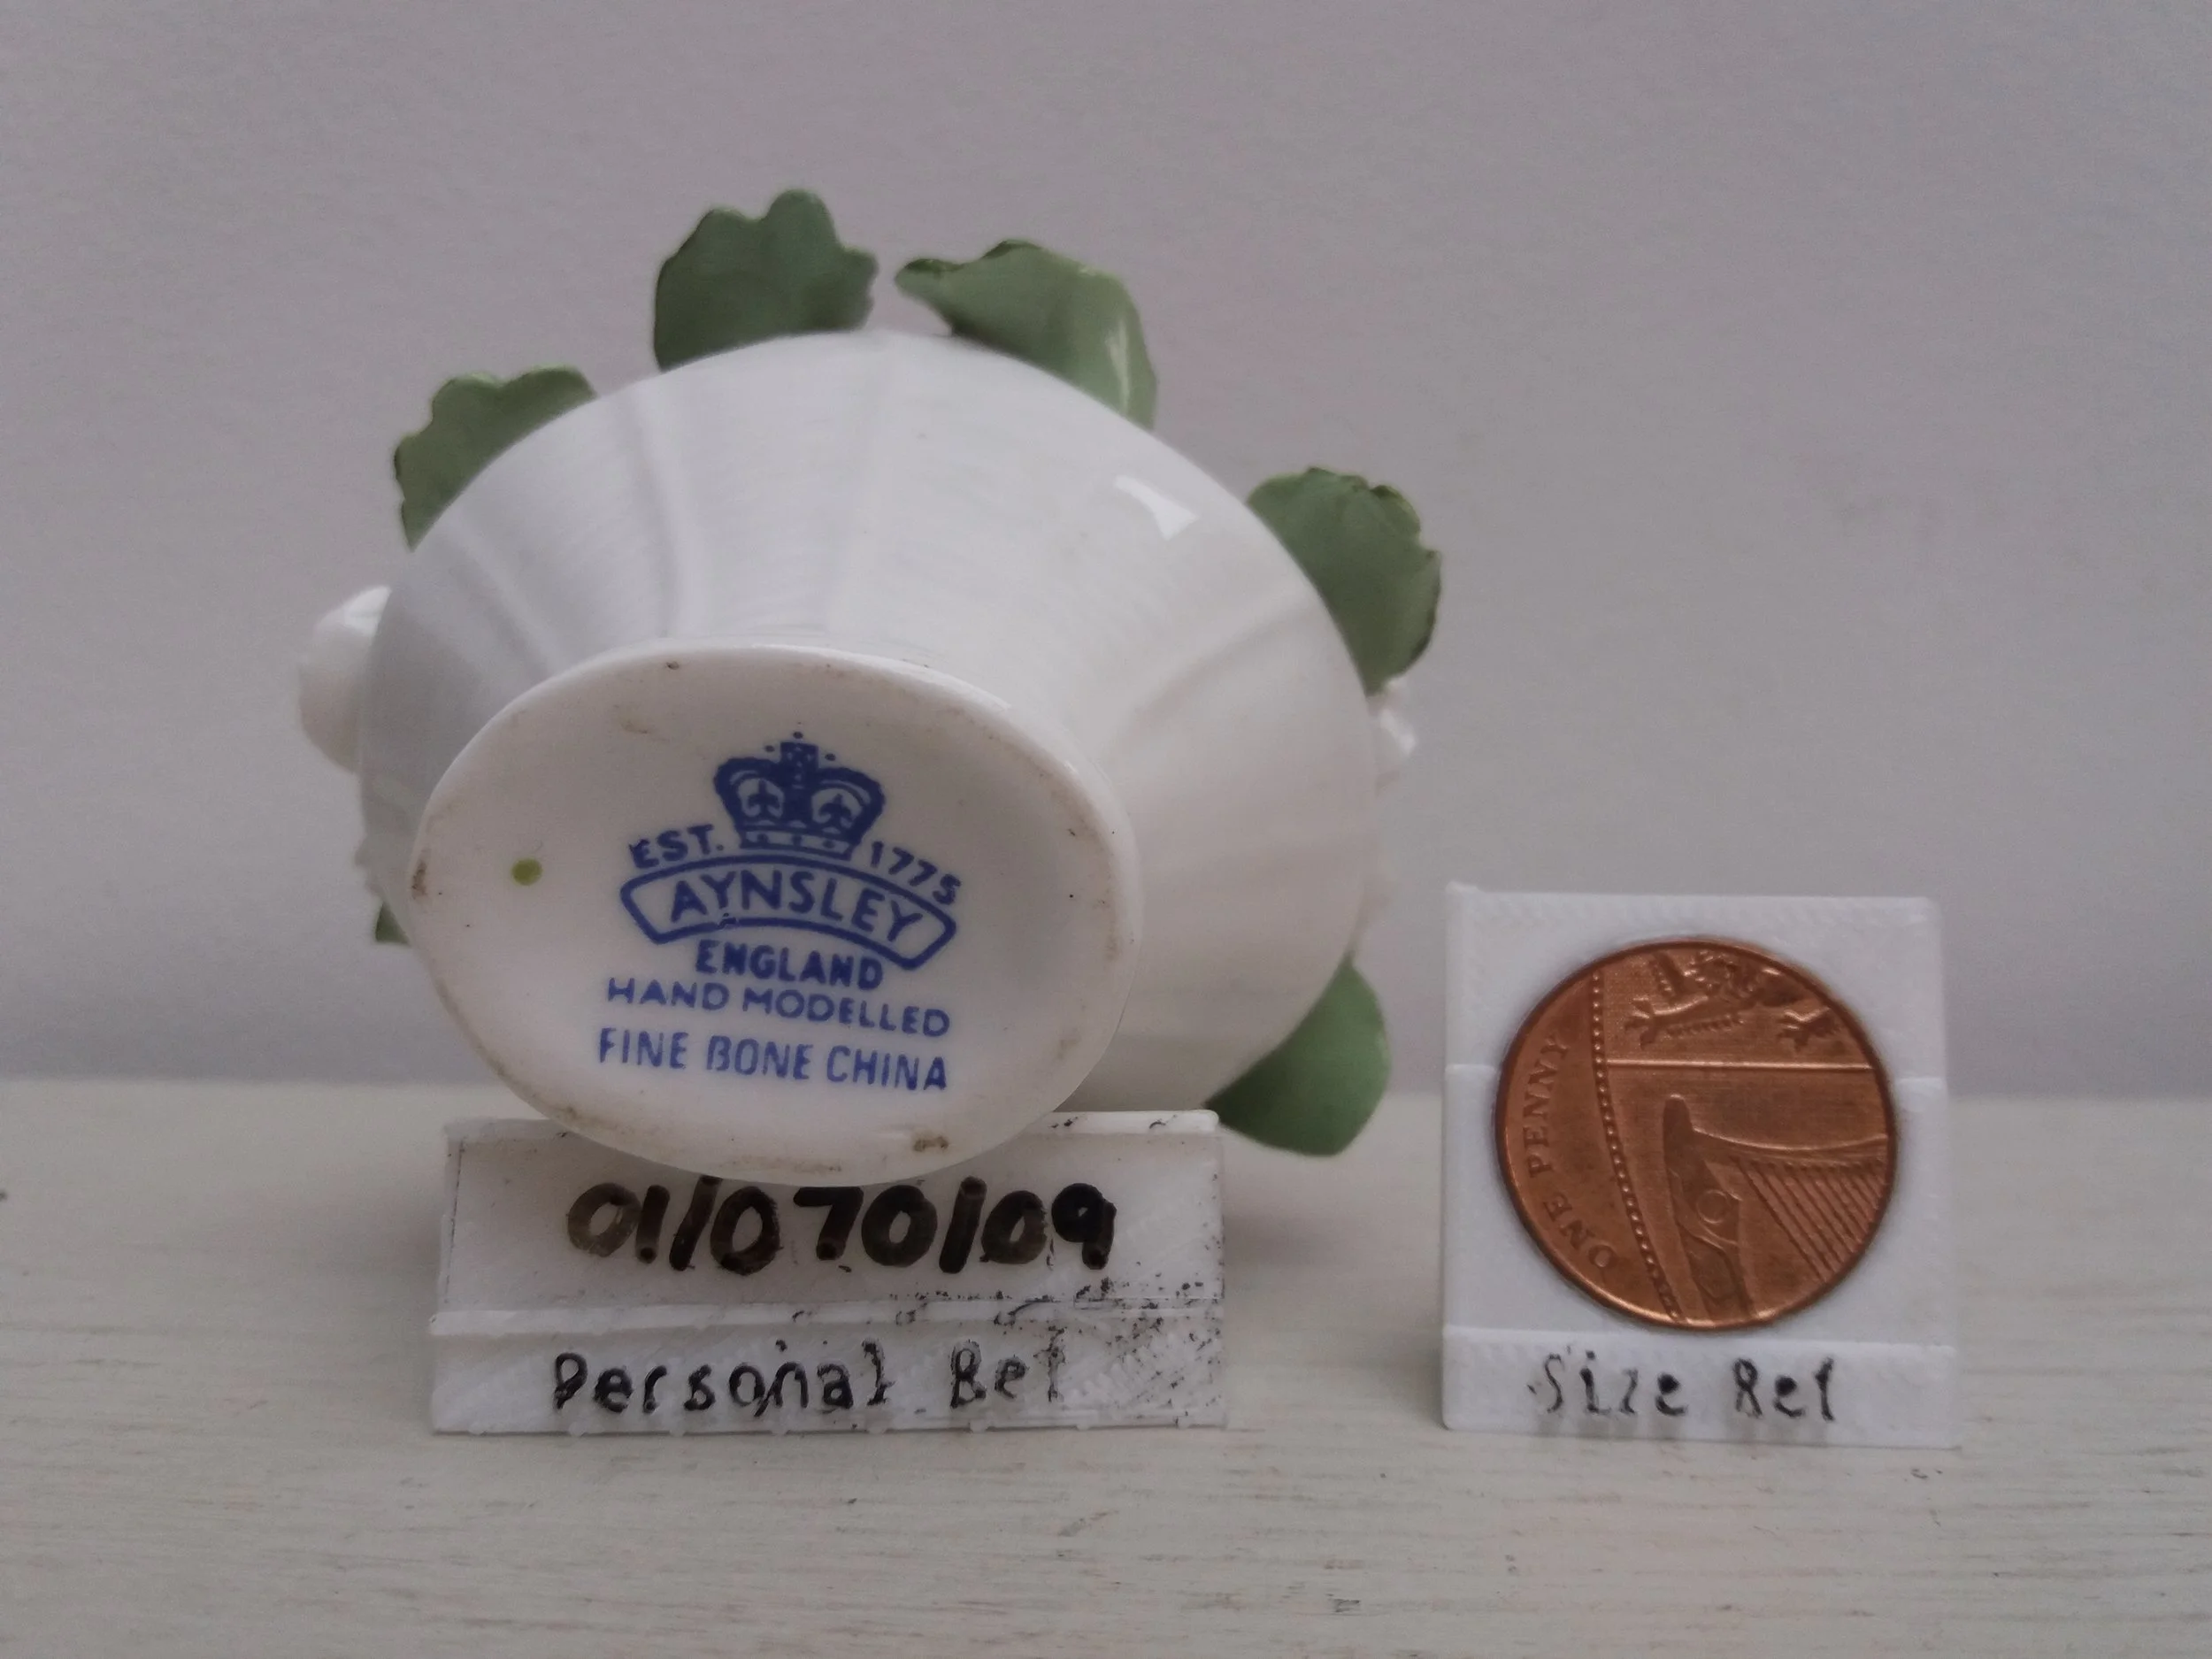 EST. 1775
AYNSLEY
ENGLAND
HAND MODELLED
FINE BONE CHINA
01/070/09
Personal Ref
ONE PENNY
Size Ref